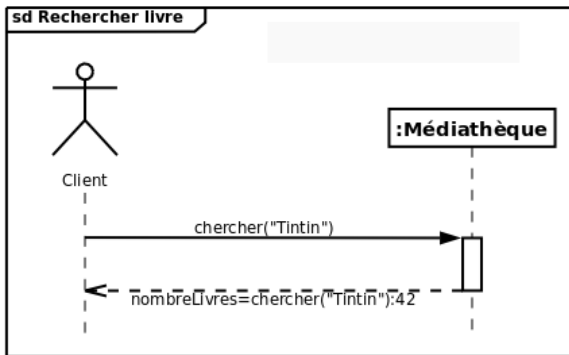 sd Rechercher livre
:Médiathèque
Client
chercher("Tintin")
nombreLivres=chercher("Tintin"):42